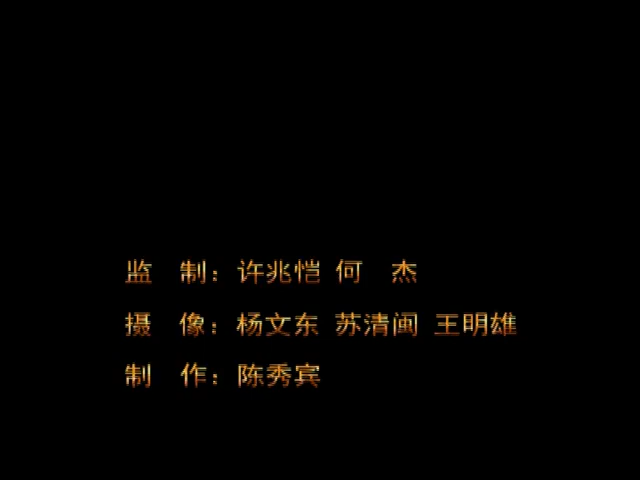 监 制：许兆恺 何 杰
摄 像：杨文东 苏清闽 王明雄
制 作：陈秀宾